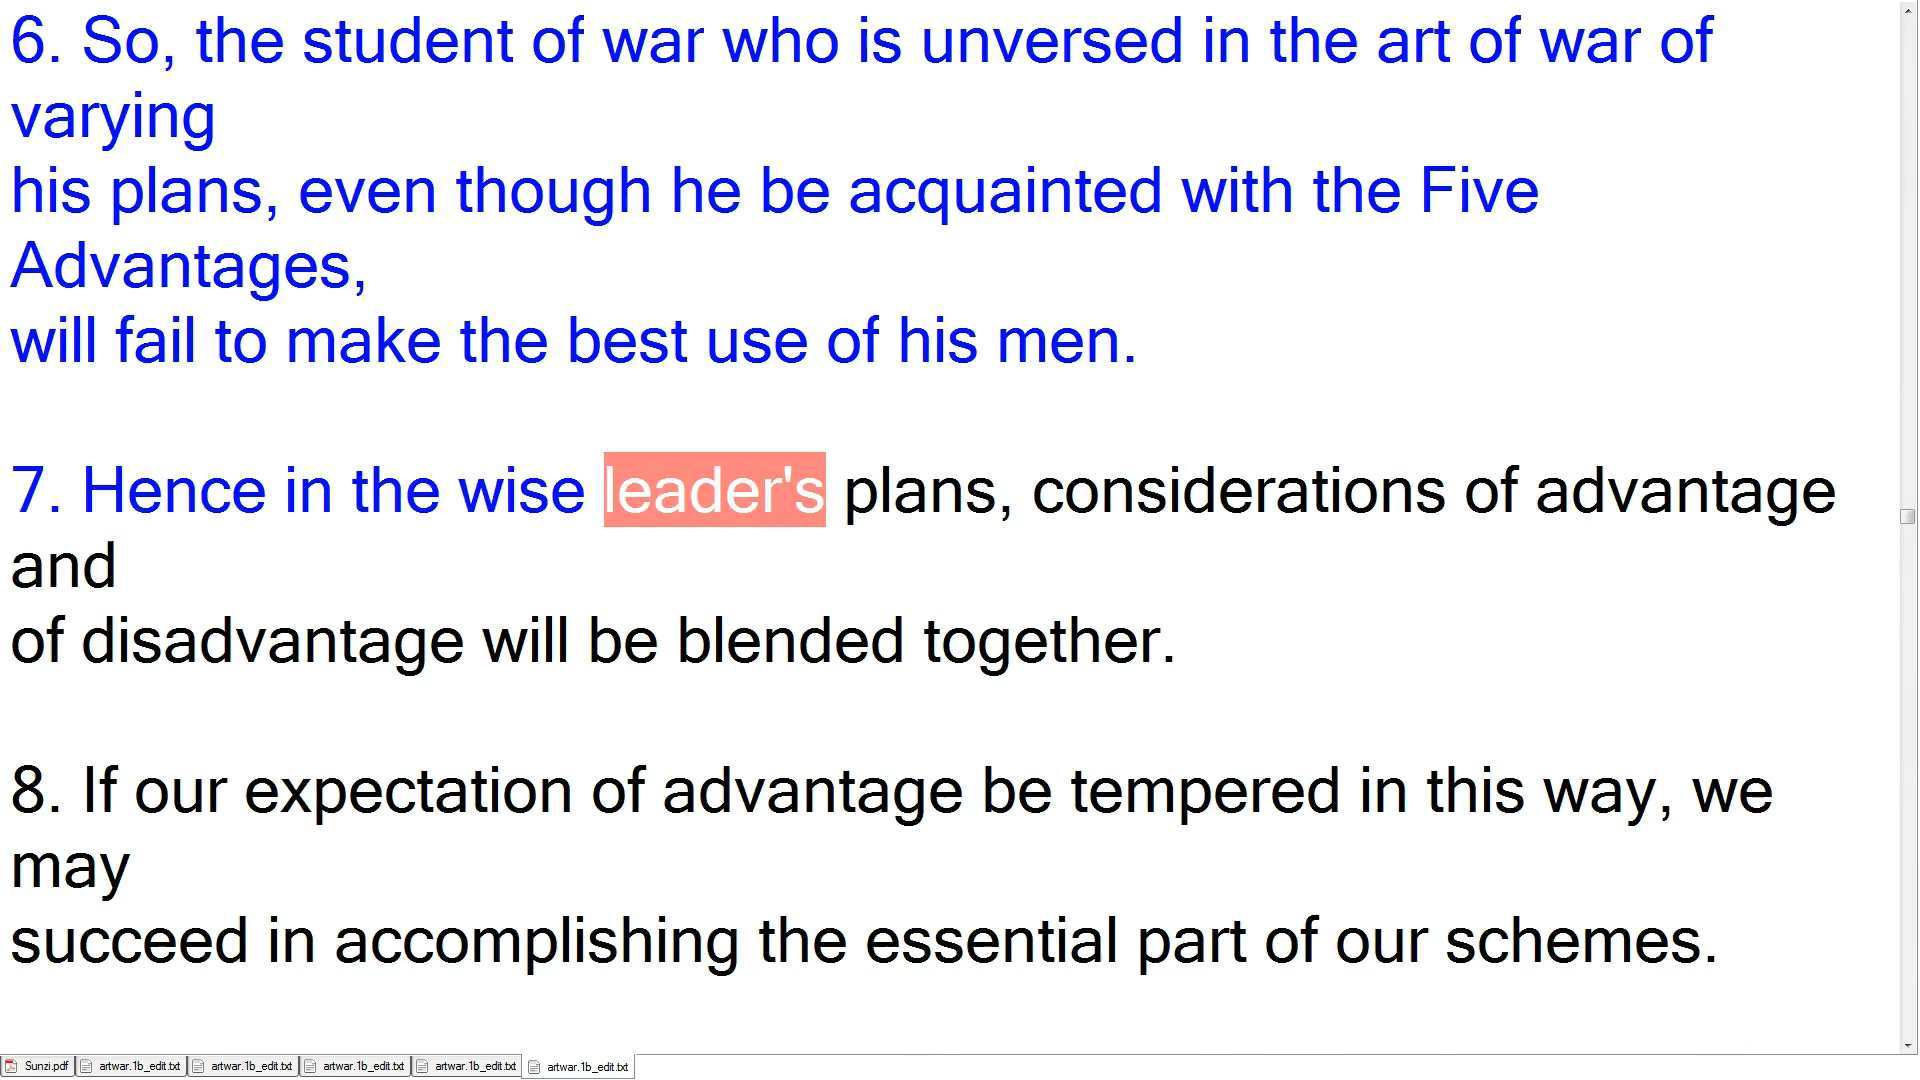 6. So, the student of war who is unversed in the art of war of
varying
his plans, even though he be acquainted with the Five
Advantages,
will fail to make the best use of his men.
7. Hence in the wise leader's plans, considerations of advantage
and
of disadvantage will be blended together.
8. If our expectation of advantage be tempered in this way, we
may
succeed in accomplishing the essential part of our schemes.
Sunzi.pdf artwar.1b_edit.txt artwar.1b_edit.txt artwar.1b_edit.txt artwar.1b_edit.txt artwar.1b_edit.txt